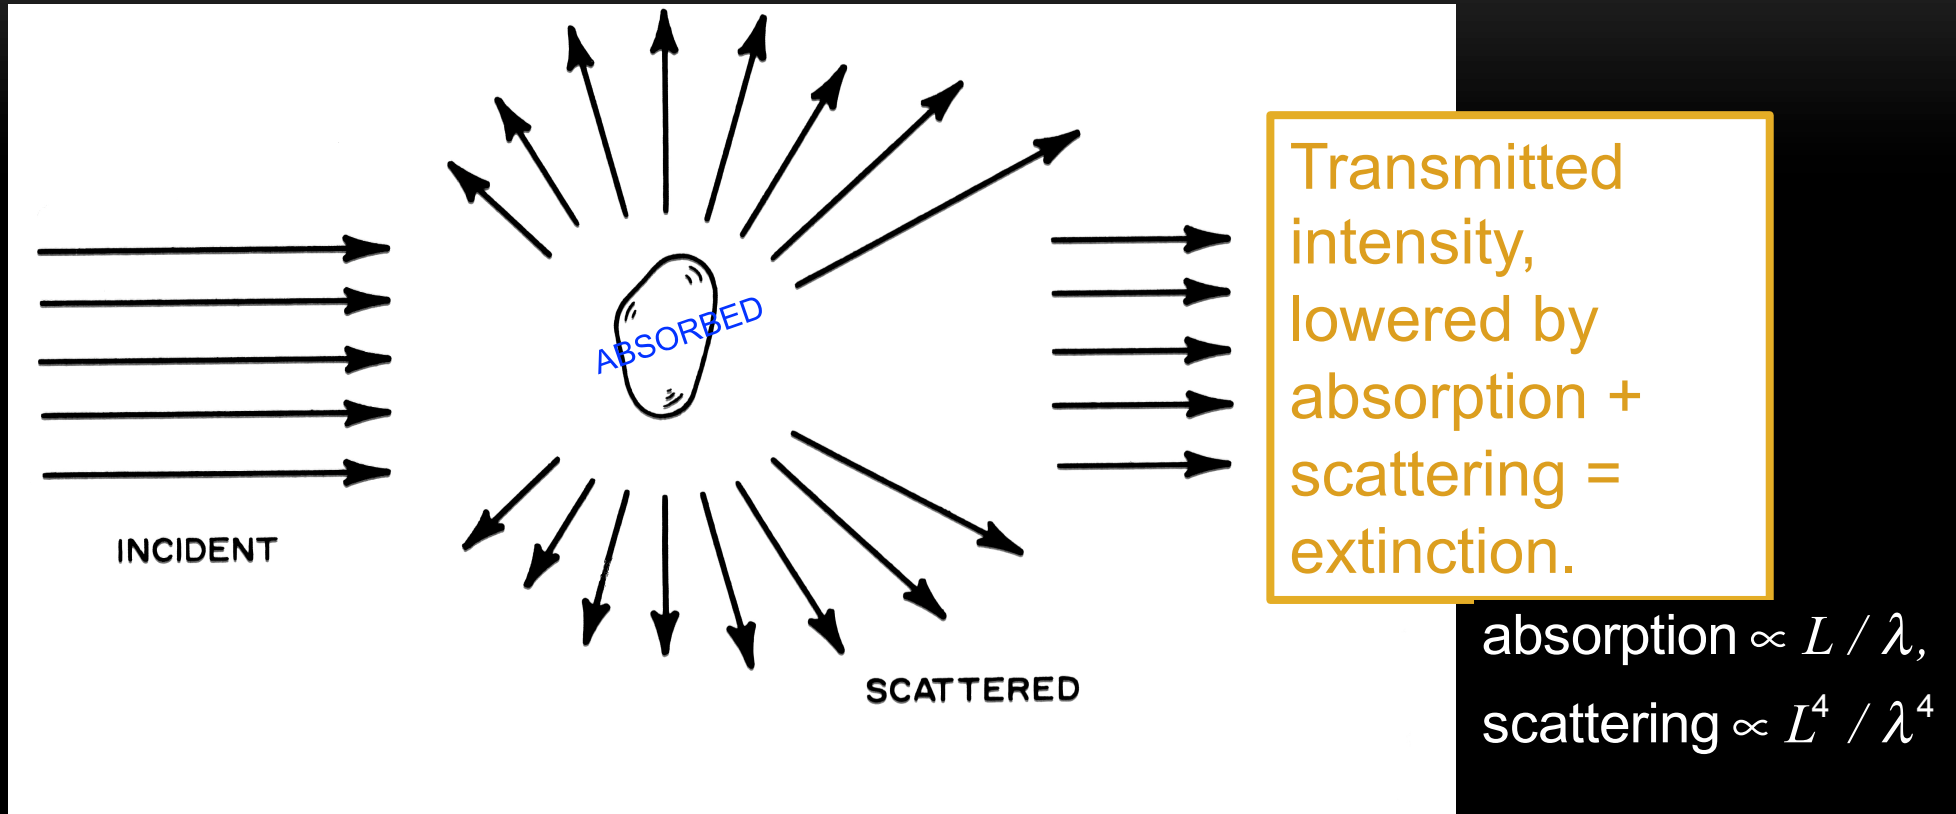 INCIDENT
ABSORBED
SCATTERED
Transmitted
intensity,
lowered by
absorption +
scattering =
extinction.
absorption ∝ L / λ,
scattering ∝ L⁴ / λ⁴